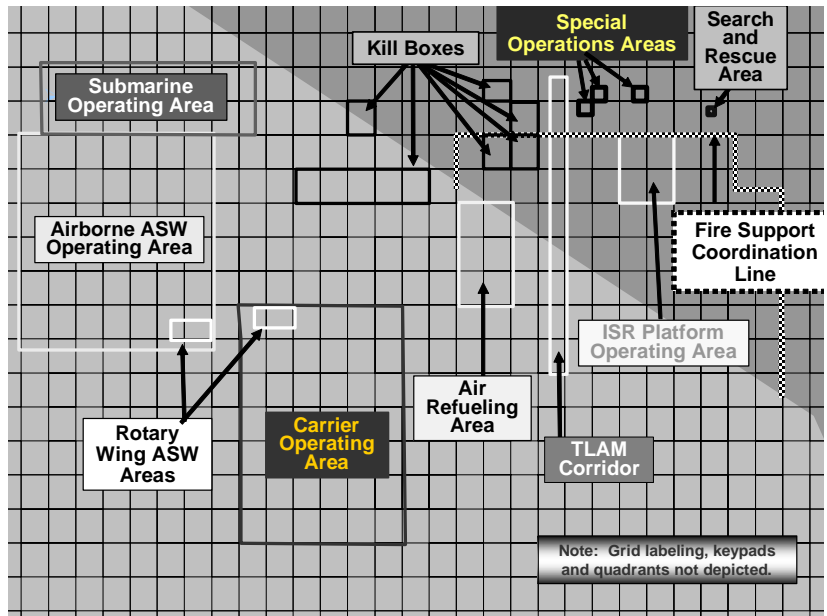 Kill Boxes
Special
Operations Areas
Search
and
Rescue
Area
Submarine
Operating Area
Airborne ASW
Operating Area
Fire Support
Coordination
Line
ISR Platform
Operating Area
Air
Refueling
Area
Rotary
Wing ASW
Areas
Carrier
Operating
Area
TLAM
Corridor
Note: Grid labeling, keypads
and quadrants not depicted.